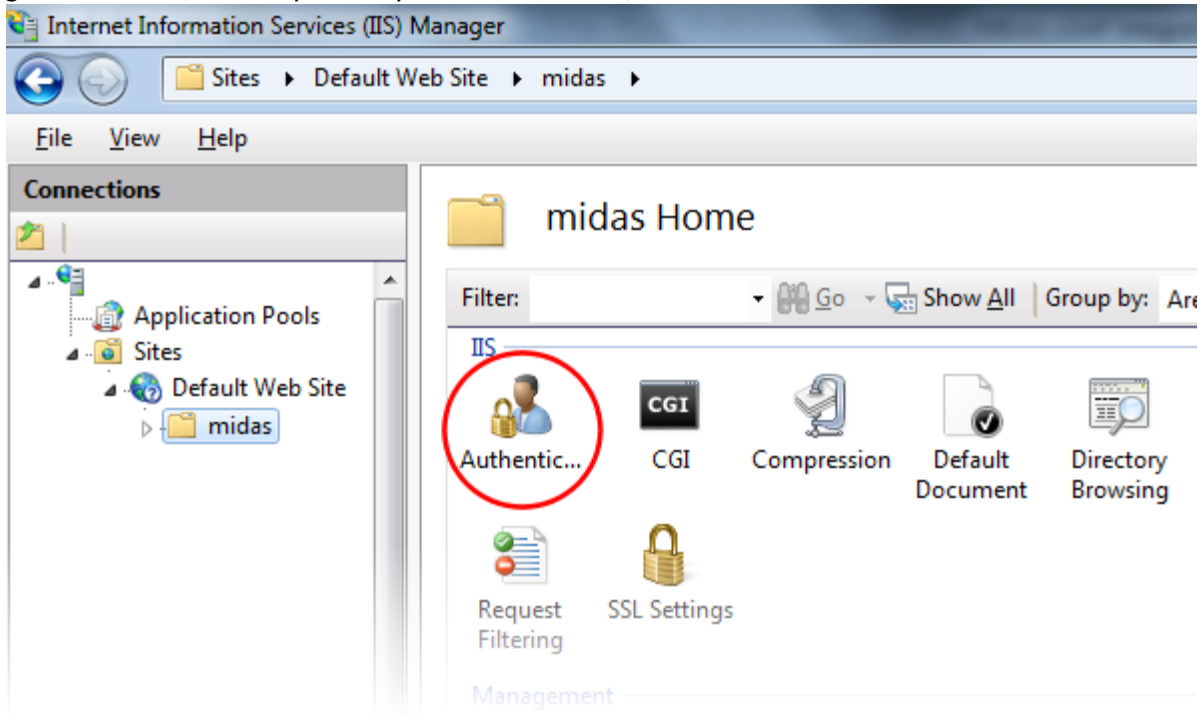 Internet Information Services (IIS) Manager
Sites Default Web Site midas
File View Help
Connections
midas Home
Filter: Go Show All Group by: Are
Application Pools
Sites
Default Web Site
midas
IIS
CGI
Authentic... CGI Compression Default Document Directory Browsing
Request Filtering SSL Settings
Management